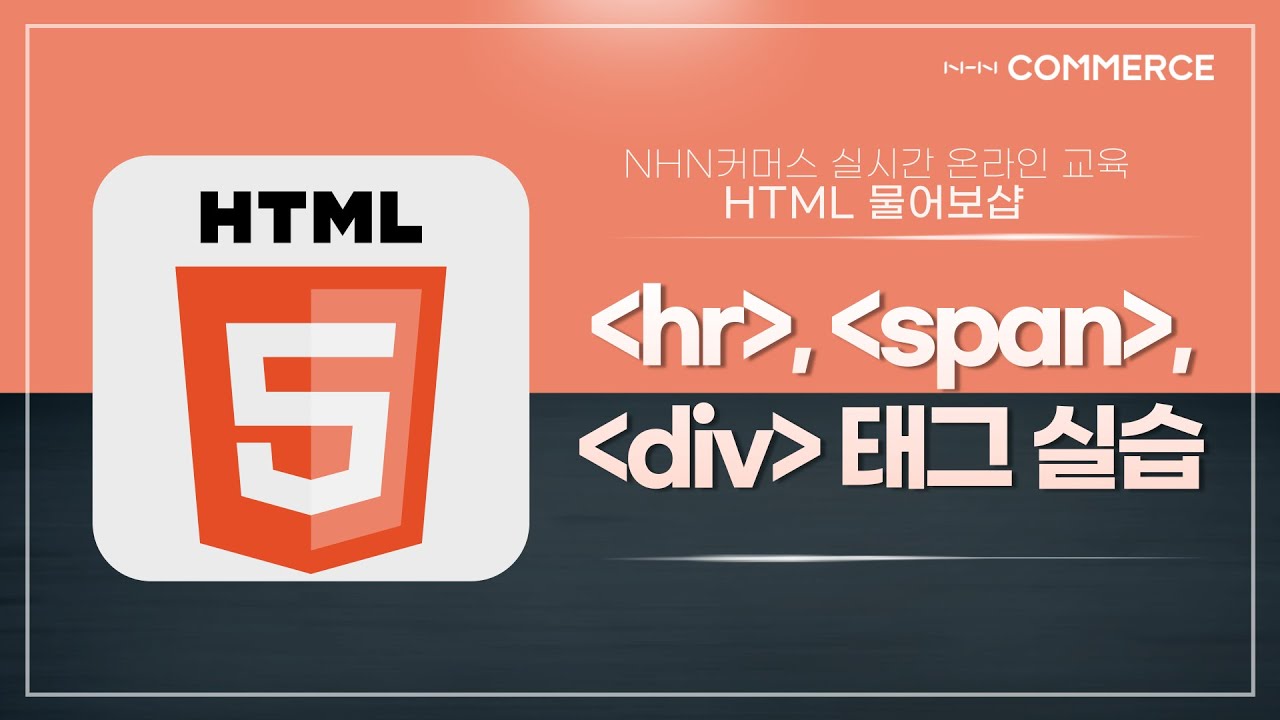 NHN COMMERCE
NHN커머스 실시간 온라인 교육
HTML 물어보샵
HTML
5
<hr>, <span>,
<div> 태그 실습